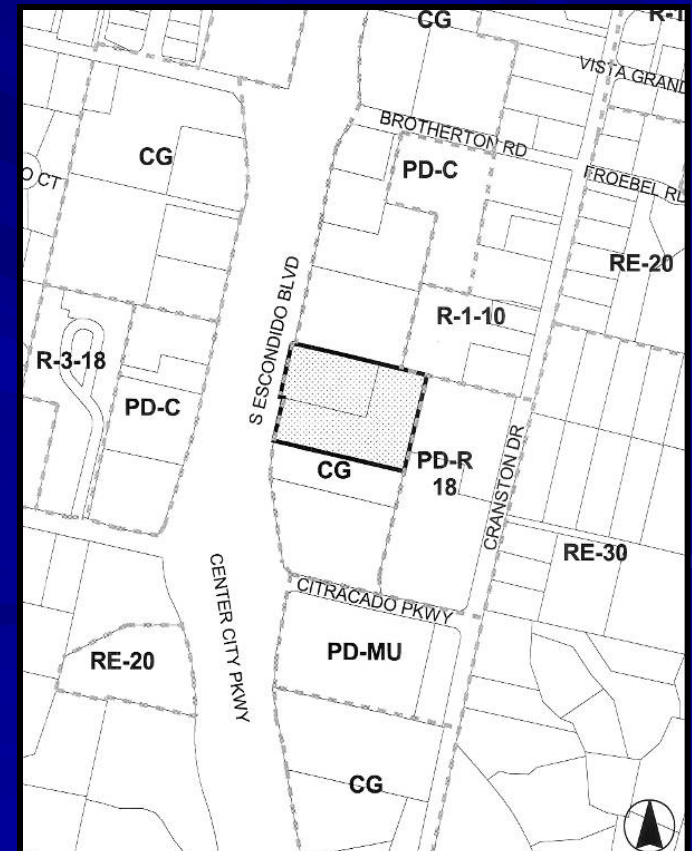 CG
R-1
VISTA GRAND
BROTHERTON RD
CG
PD-C
FROEBEL
O CT
RE-20
S ESCONDIDO BLVD
R-1-10
R-3-18
PD-C
CG
PD-R
18
CRANSTON DR
RE-30
CENTER CITY PKWY
CITRACADO PKWY
RE-20
PD-MU
CG